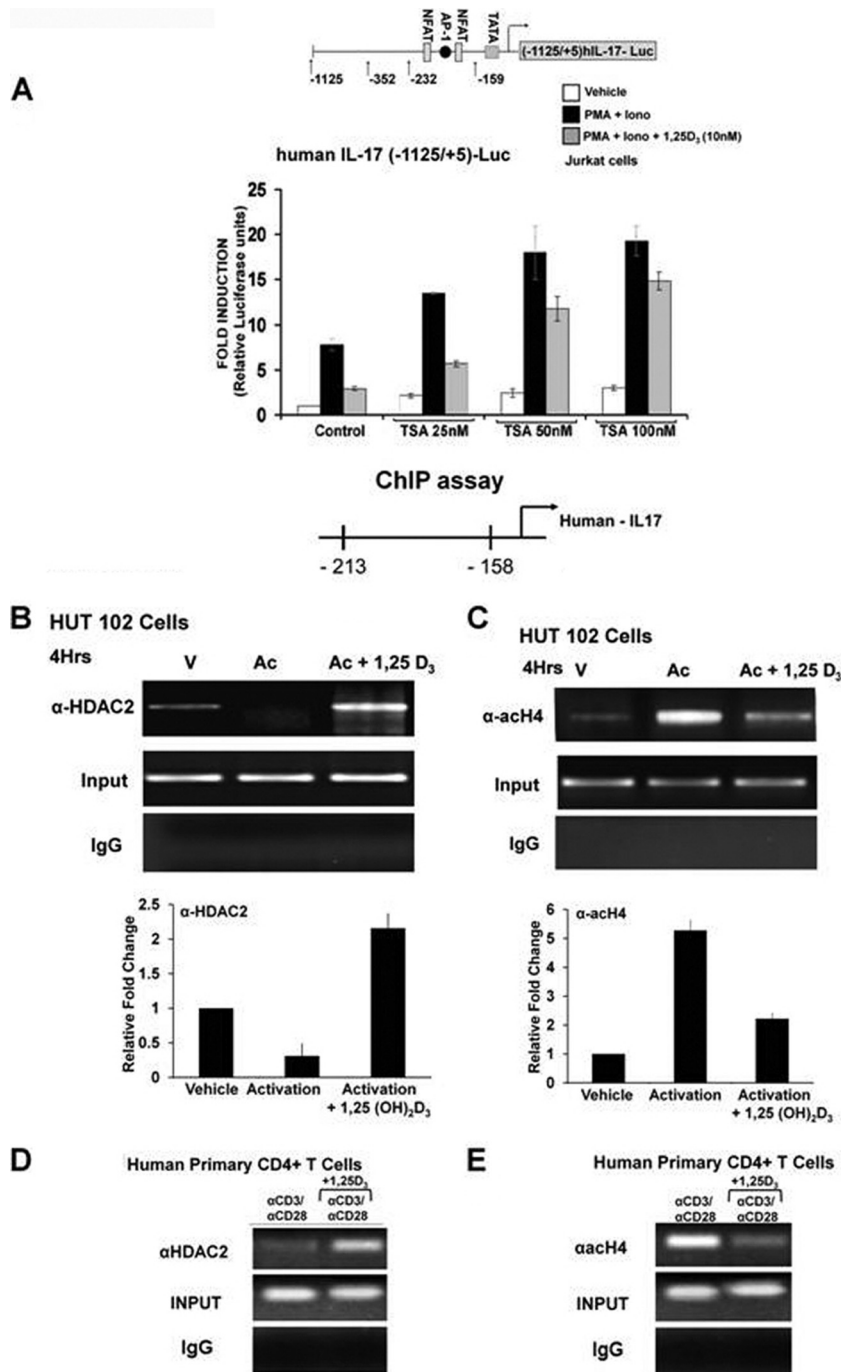 NFAT AP-1 NFAT TATA
(-1125/+5)hIL-17- Luc
-1125 -352 -232 -159
A
Vehicle
PMA + Iono
PMA + Iono + 1,25D₃ (10nM)
Jurkat cells
human IL-17 (-1125/+5)-Luc
FOLD INDUCTION
(Relative Luciferase units)
25
20
15
10
5
0
Control TSA 25nM TSA 50nM TSA 100nM
ChIP assay
Human - IL17
- 213 - 158
B
HUT 102 Cells
4Hrs V Ac Ac + 1,25 D₃
α-HDAC2
Input
IgG
α-HDAC2
Relative Fold Change
2.5
2
1
0.5
0
Vehicle Activation Activation
+ 1,25 (OH)₂D₃
C
HUT 102 Cells
4Hrs V Ac Ac + 1,25 D₃
α-acH4
Input
IgG
α-acH4
Relative Fold Change
6
5
4
3
2
1
0
Vehicle Activation Activation
+ 1,25 (OH)₂D₃
D
Human Primary CD4+ T Cells
+1,25D₃
αCD3/ αCD3/
αCD28 αCD28
αHDAC2
INPUT
IgG
E
Human Primary CD4+ T Cells
+1,25D₃
αCD3/ αCD3/
αCD28 αCD28
αacH4
INPUT
IgG